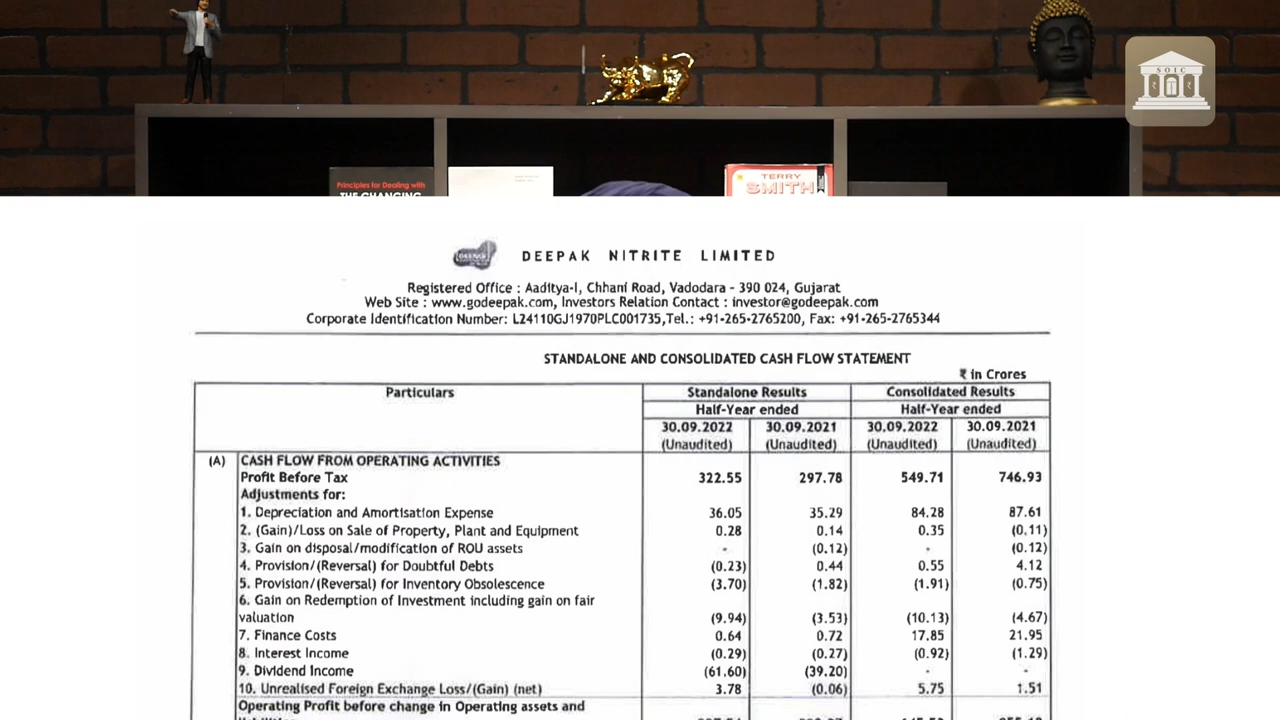 SOIC
Principles for Dealing with
THE CHANGING
TERRY
SMITH
DEEPAK NITRITE LIMITED
Registered Office : Aaditya-I, Chhani Road, Vadodara - 390 024, Gujarat
Web Site : www.godeepak.com, Investors Relation Contact : investor@godeepak.com
Corporate Identification Number: L24110GJ1970PLC001735,Tel.: +91-265-2765200, Fax: +91-265-2765344
STANDALONE AND CONSOLIDATED CASH FLOW STATEMENT
₹ in Crores
Particulars Standalone Results Consolidated Results
Half-Year ended Half-Year ended
30.09.2022 30.09.2021 30.09.2022 30.09.2021
(Unaudited) (Unaudited) (Unaudited) (Unaudited)
(A) CASH FLOW FROM OPERATING ACTIVITIES
Profit Before Tax 322.55 297.78 549.71 746.93
Adjustments for:
1. Depreciation and Amortisation Expense 36.05 35.29 84.28 87.61
2. (Gain)/Loss on Sale of Property, Plant and Equipment 0.28 0.14 0.35 (0.11)
3. Gain on disposal/modification of ROU assets - (0.12) - (0.12)
4. Provision/(Reversal) for Doubtful Debts (0.23) 0.44 0.55 4.12
5. Provision/(Reversal) for Inventory Obsolescence (3.70) (1.82) (1.91) (0.75)
6. Gain on Redemption of Investment including gain on fair
valuation (9.94) (3.53) (10.13) (4.67)
7. Finance Costs 0.64 0.72 17.85 21.95
8. Interest Income (0.29) (0.27) (0.92) (1.29)
9. Dividend Income (61.60) (39.20) - -
10. Unrealised Foreign Exchange Loss/(Gain) (net) 3.78 (0.06) 5.75 1.51
Operating Profit before change in Operating assets and